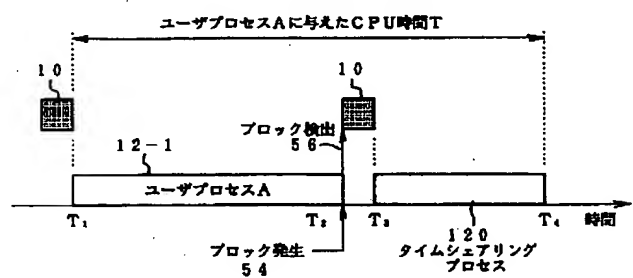 ユーザプロセスAに与えたCPU時間T
10
10
ブロック検出
56
12-1
ユーザプロセスA
T₁
T₂
T₃
T₄
時間
ブロック発生
54
120
タイムシェアリング
プロセス